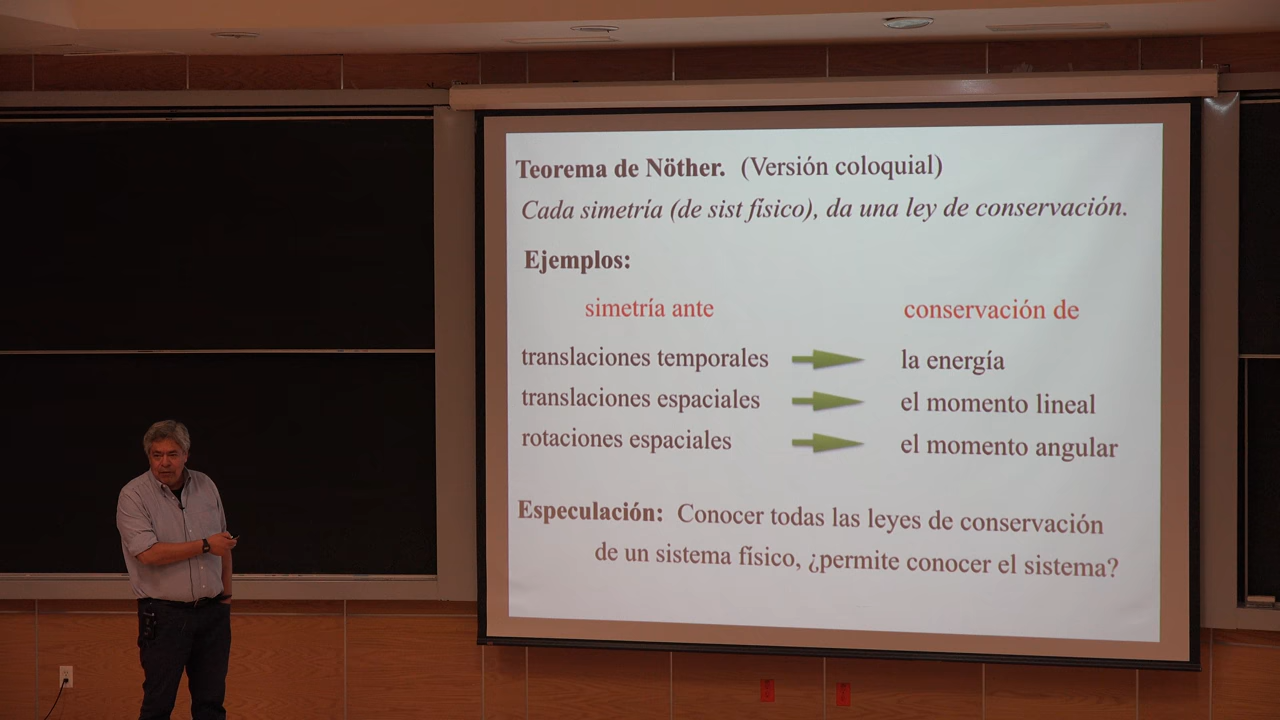 Teorema de Nöther. (Versión coloquial)
Cada simetría (de sist físico), da una ley de conservación.
Ejemplos:
simetría ante conservación de
translaciones temporales la energía
translaciones espaciales el momento lineal
rotaciones espaciales el momento angular
Especulación: Conocer todas las leyes de conservación
de un sistema físico, ¿permite conocer el sistema?